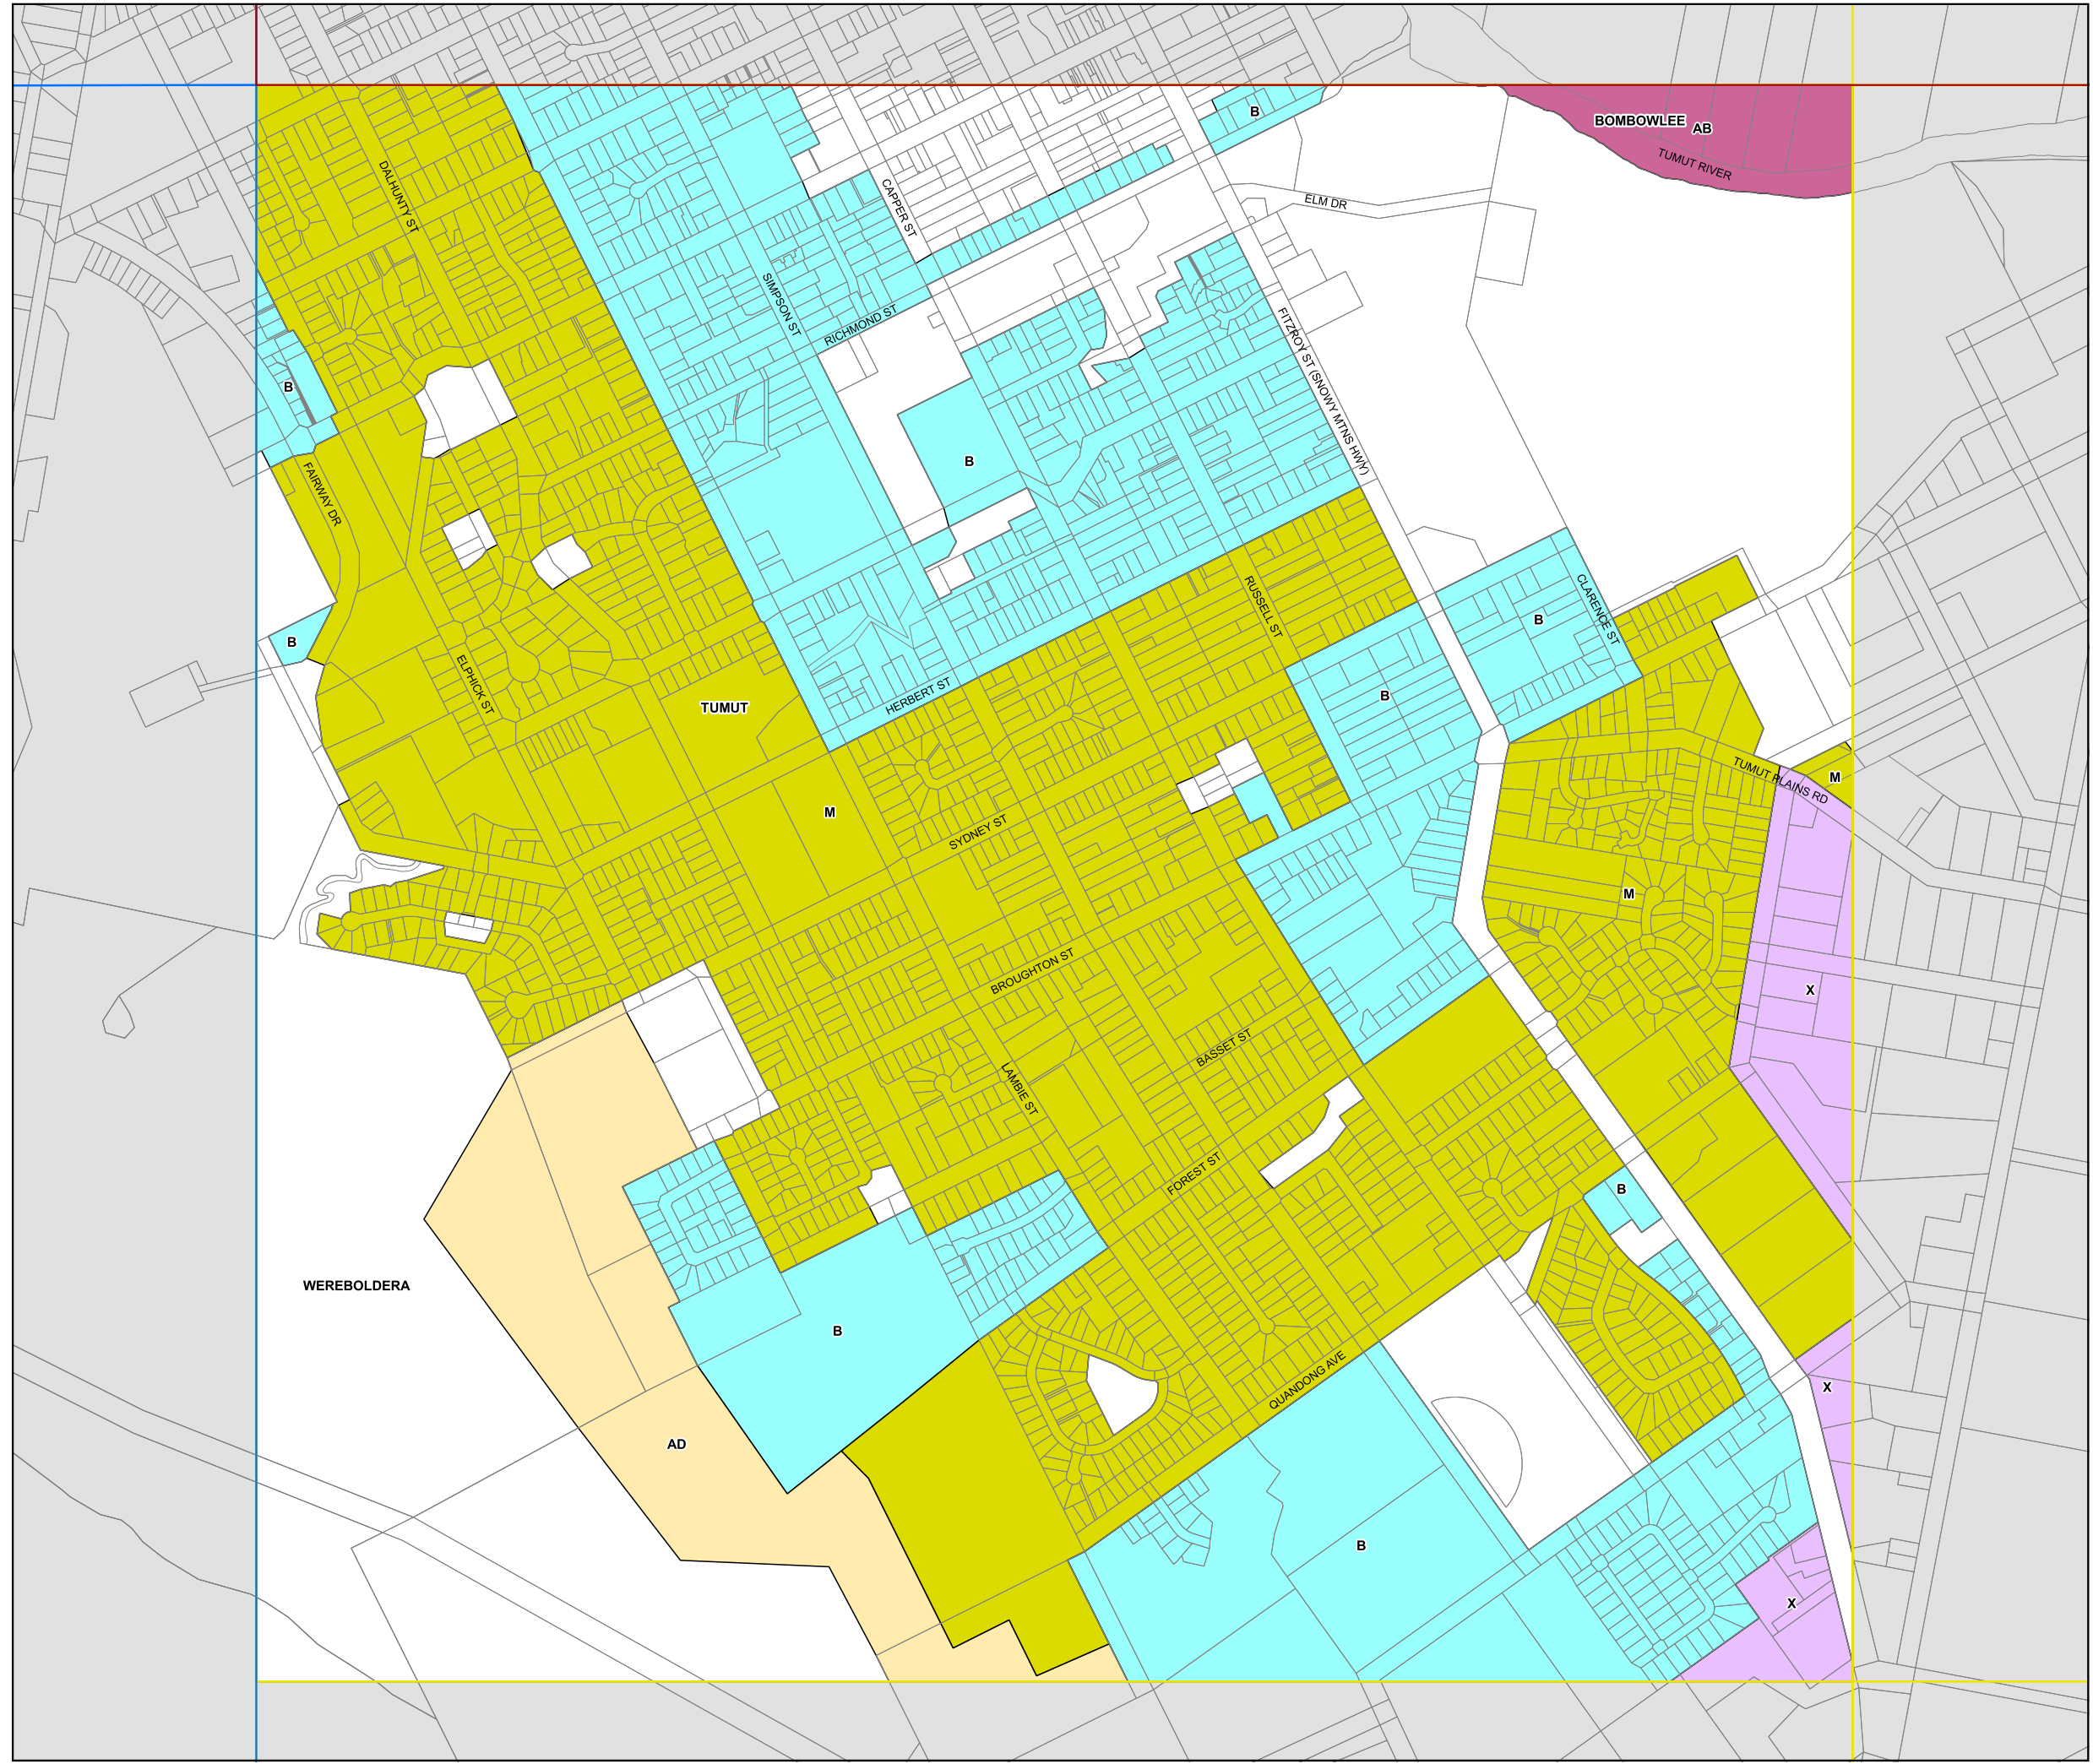 B
BOMBOWLEE
AB
TUMUT RIVER
DALHUNTY ST
CAPPER ST
ELM DR
SIMPSON ST
RICHMOND ST
FITZROY ST (SNOWY MTNS HWY)
B
B
FAIRWAY DR
RUSSELL ST
CLARENCE ST
B
B
ELPHICK ST
HERBERT ST
B
TUMUT
TUMUT PLAINS RD
M
M
SYDNEY ST
M
BROUGHTON ST
X
BASSET ST
LAMBIE ST
FOREST ST
B
WEREBOLDERA
B
QUANDONG AVE
X
AD
B
X